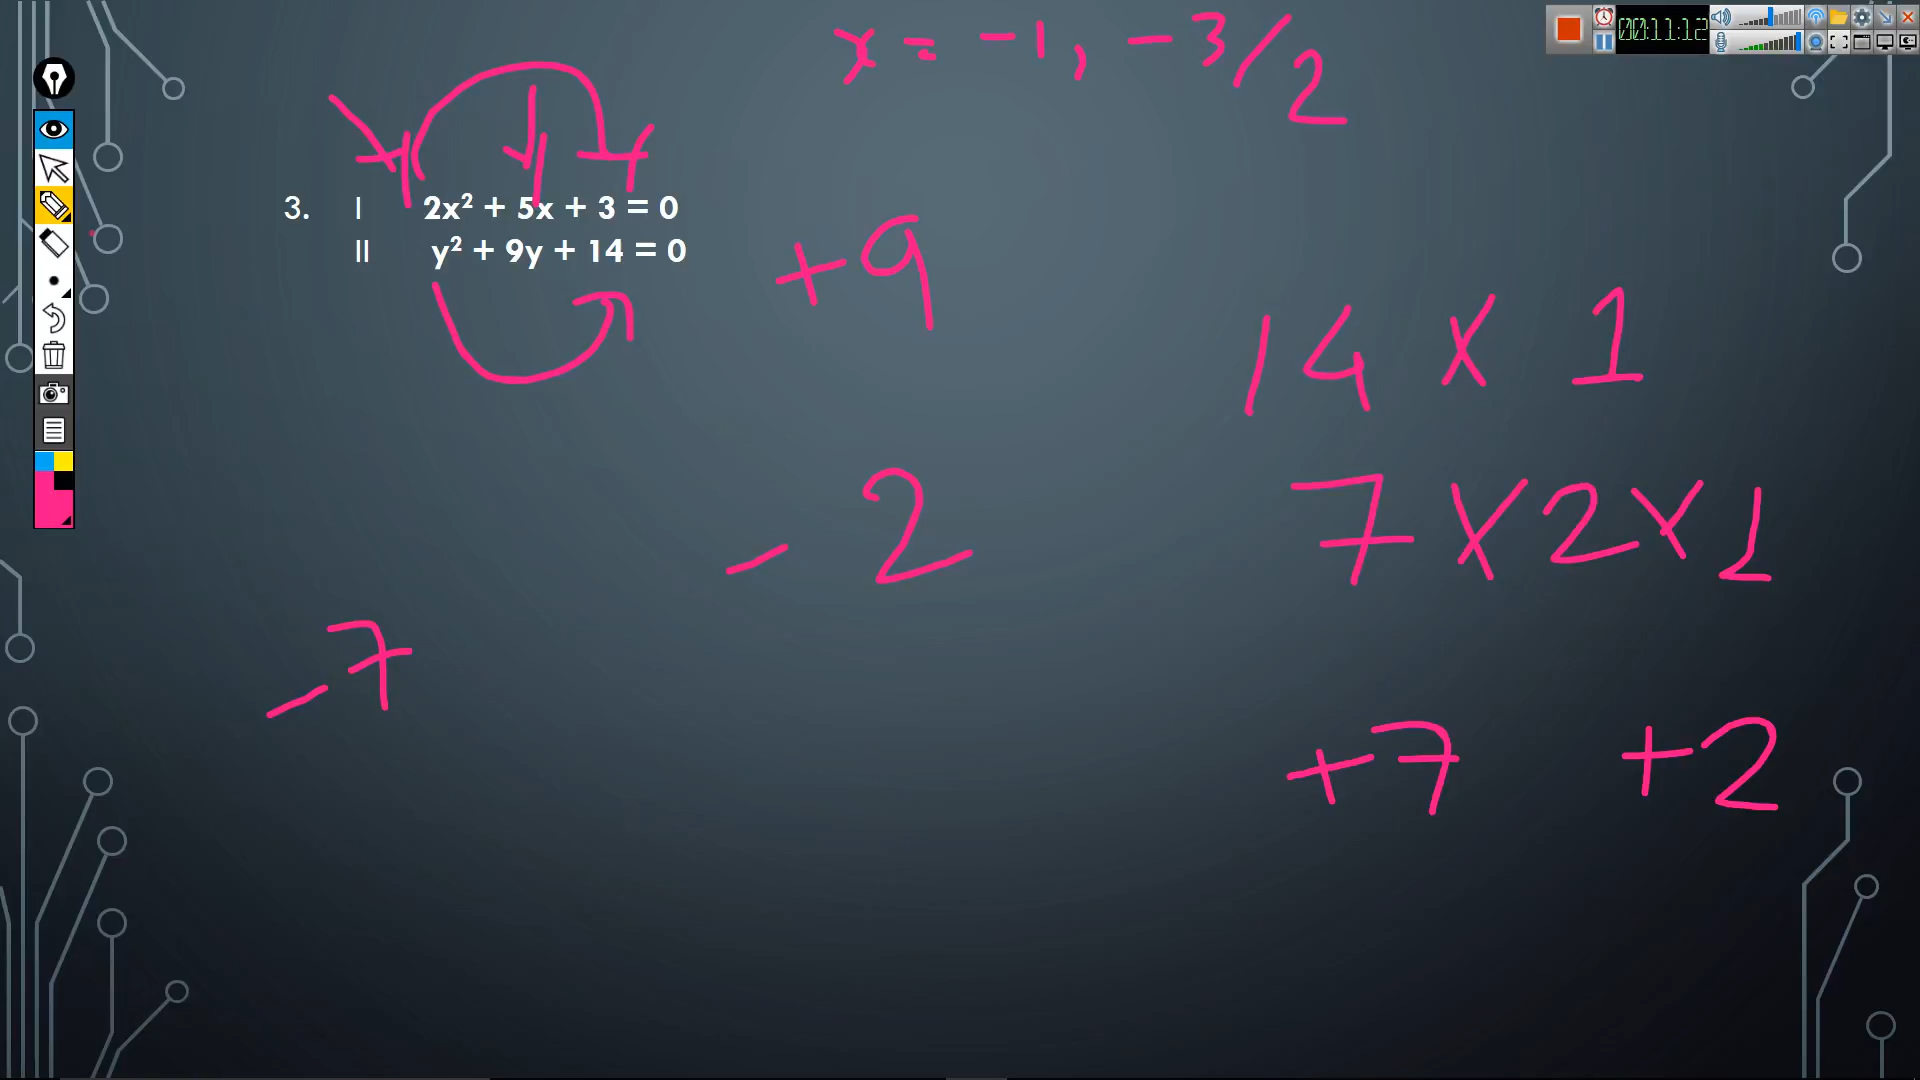 x = -1, -3/2
3. I 2x² + 5x + 3 = 0
II y² + 9y + 14 = 0
+9
14 x 1
- 2
7 x 2 x 1
-7
+7 +2
00:11:12